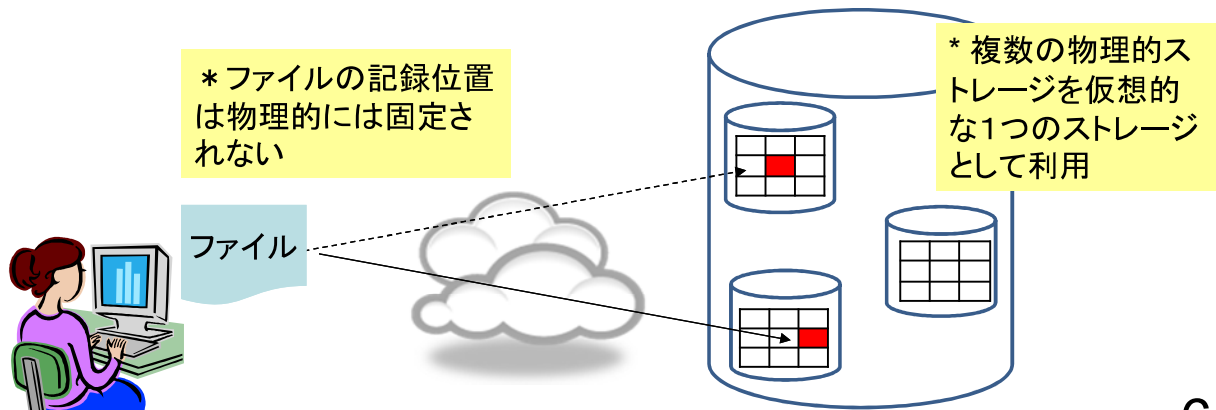 ＊ファイルの記録位置
は物理的には固定さ
れない
* 複数の物理的ス
トレージを仮想的
な１つのストレージ
として利用
ファイル